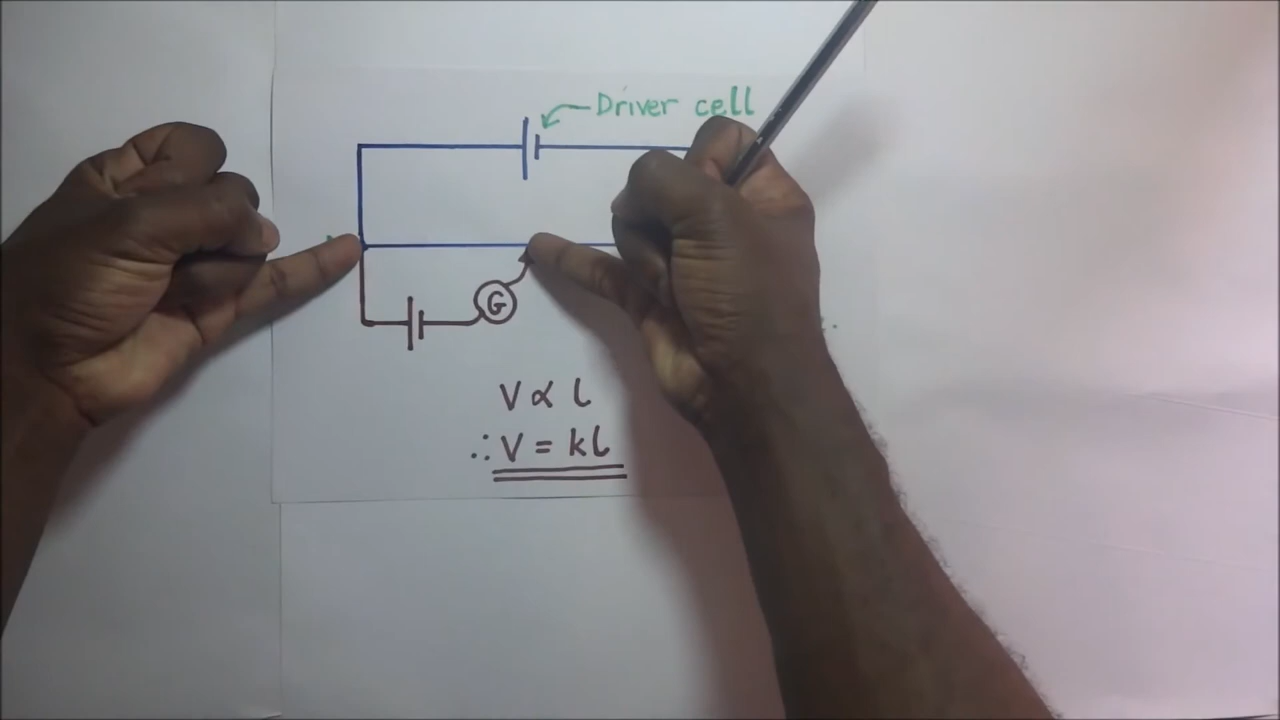 Driver cell
G
V ∝ l
∴ V = kl